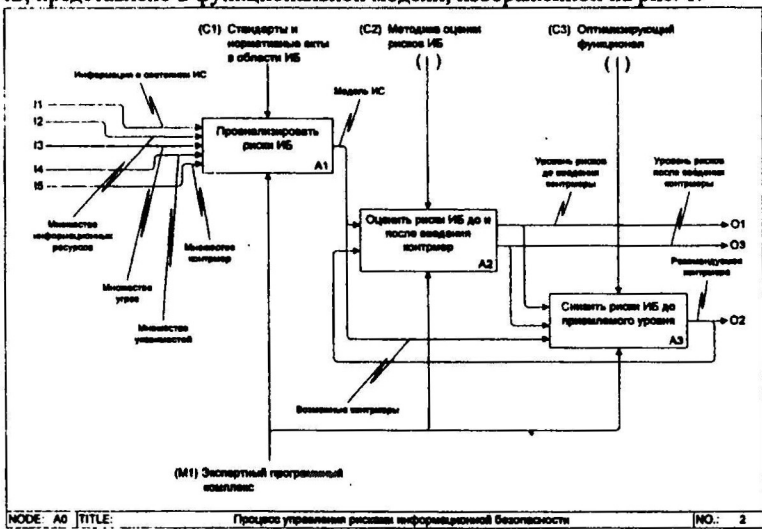 ІБ, представлено в функциональной модели, изображенной на рис. 1.
(C1) Стандарты и
нормативные акты
в области ИБ
(C2) Методика оценки
рисков ИБ
( )
(C3) Оптимизирующий
функционал
( )
Информация о состоянии ИС
Модель ИС
I1
I2
I3
I4
I5
Проанализировать
риски ИБ
A1
Множество
информационных
ресурсов
Множество
угроз
Множество
уязвимостей
Множество
контрмер
Уровень рисков
до введения
контрмеры
Уровень рисков
после введения
контрмеры
Оценить риски ИБ до и
после введения
контрмер
A2
O1
O3
Рекомендуемая
контрмера
Снизить риски ИБ до
приемлемого уровня
A3
O2
Возможные контрмеры
(M1) Экспертный программный
комплекс
NODE: A0 TITLE: Процесс управления рисками информационной безопасности NO.: 2